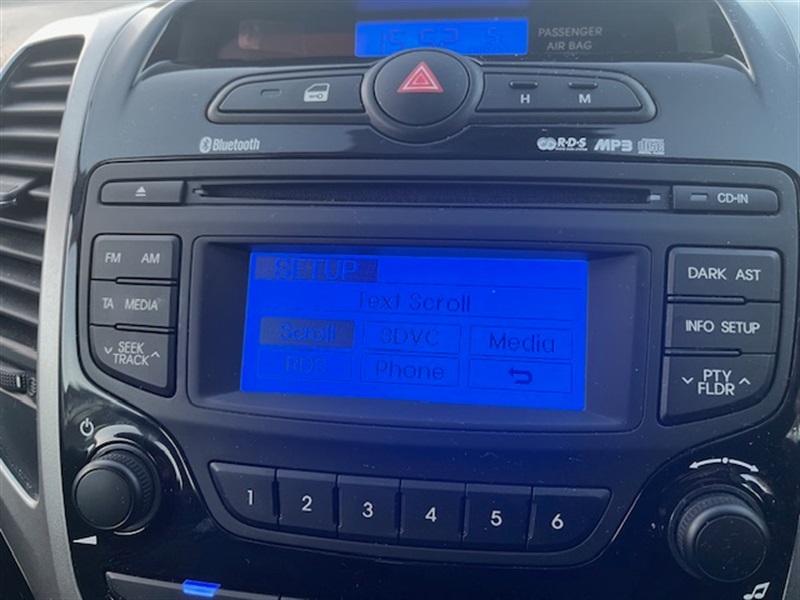 PASSENGER
AIR BAG
H M
Bluetooth
R·D·S MP3
CD-IN
FM AM
TA MEDIA
SEEK
TRACK
SETUP
Text Scroll
Scroll SDVC Media
RDS Phone
DARK AST
INFO SETUP
PTY
FLDR
1 2 3 4 5 6